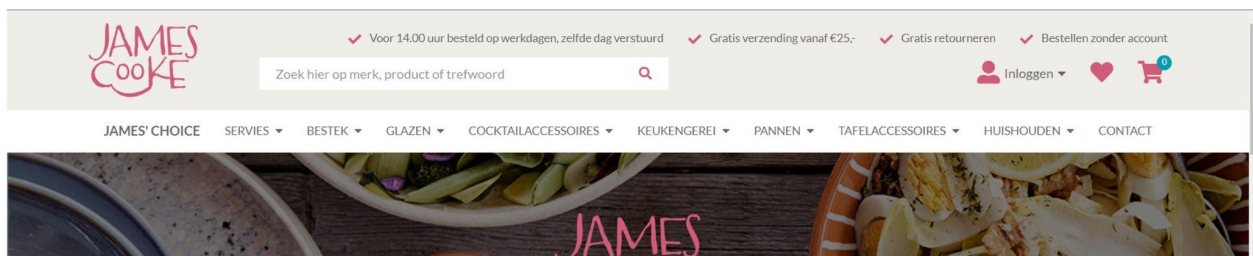 JAMES
COOKE
Voor 14.00 uur besteld op werkdagen, zelfde dag verstuurd Gratis verzending vanaf €25,- Gratis retourneren Bestellen zonder account
Zoek hier op merk, product of trefwoord
Inloggen
0
JAMES' CHOICE SERVIES BESTEK GLAZEN COCKTAILACCESSOIRES KEUKENGEREI PANNEN TAFELACCESSOIRES HUISHOUDEN CONTACT
JAMES